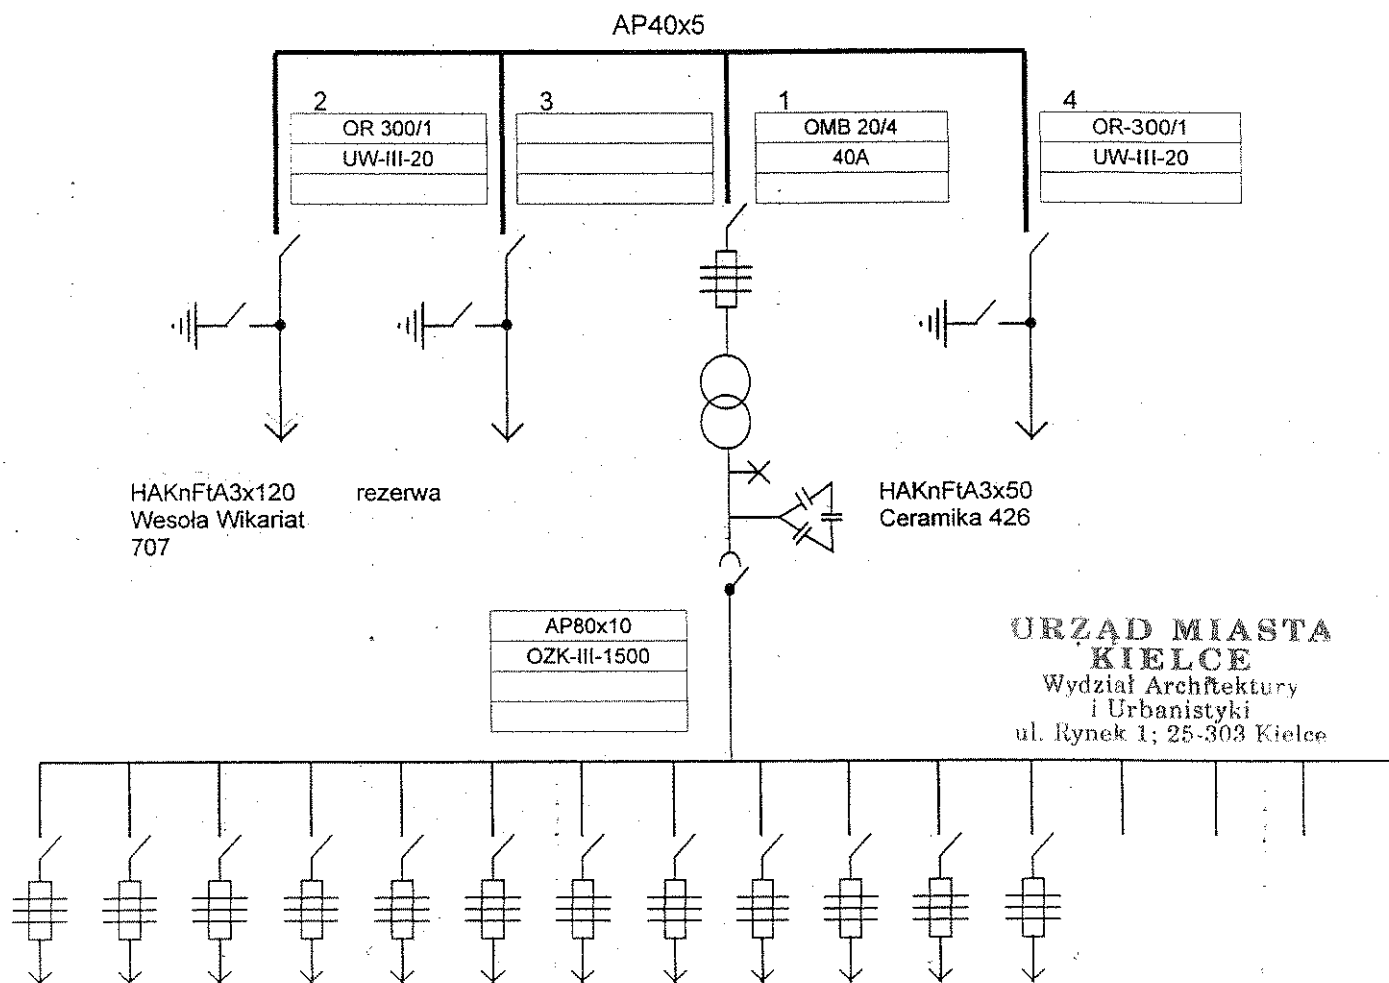 AP40x5
2
OR 300/1
UW-III-20
3
1
OMB 20/4
40A
4
OR-300/1
UW-III-20
HAKnFtA3x120
Wesoła Wikariat
707
rezerwa
HAKnFtA3x50
Ceramika 426
AP80x10
OZK-III-1500
URZĄD MIASTA
KIELCE
Wydział Architektury
i Urbanistyki
ul. Rynek 1; 25-303 Kielce